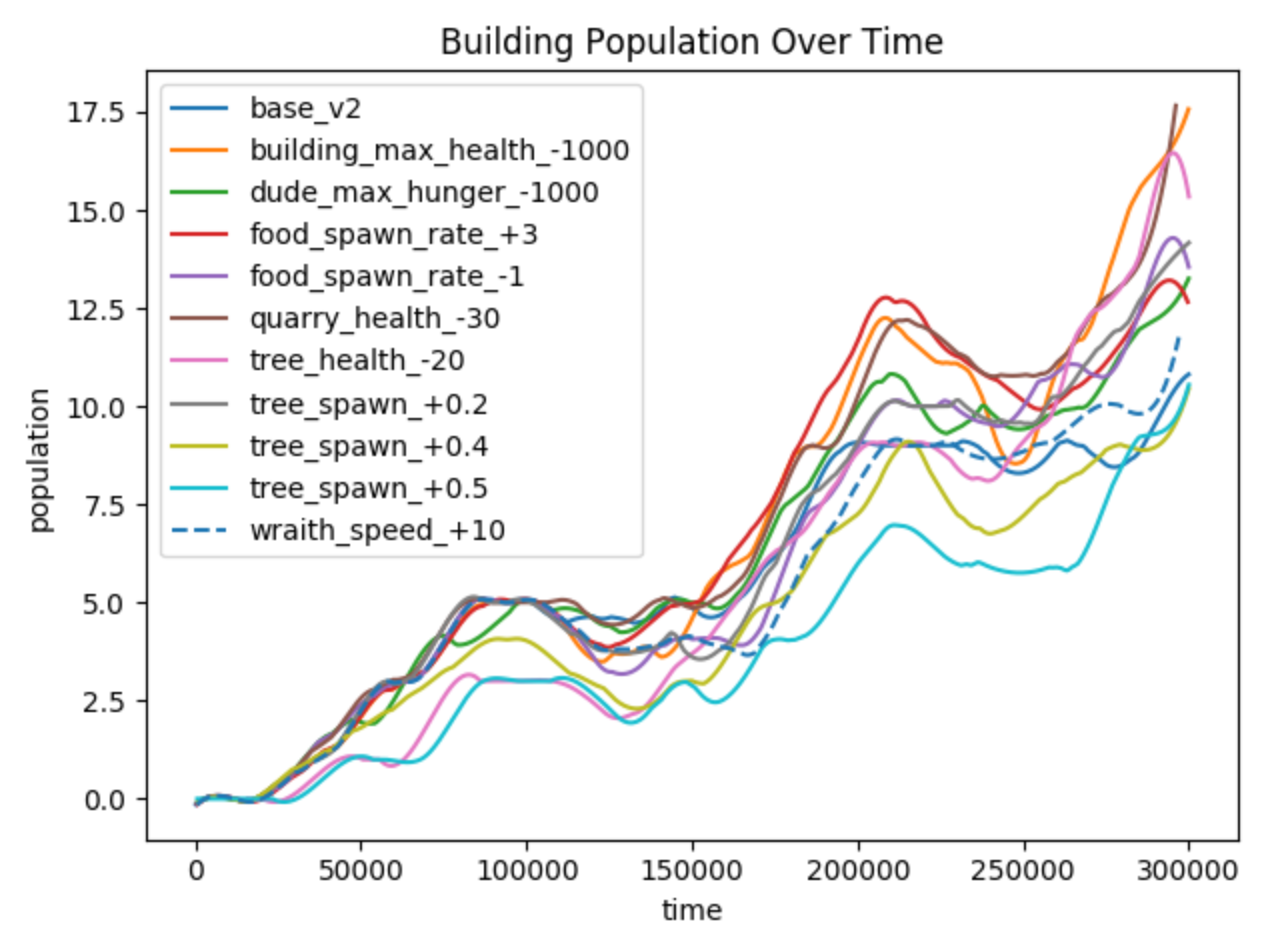 Building Population Over Time
base_v2
building_max_health_-1000
dude_max_hunger_-1000
food_spawn_rate_+3
food_spawn_rate_-1
quarry_health_-30
tree_health_-20
tree_spawn_+0.2
tree_spawn_+0.4
tree_spawn_+0.5
wraith_speed_+10
population
17.5
15.0
12.5
10.0
7.5
5.0
2.5
0.0
0 50000 100000 150000 200000 250000 300000
time